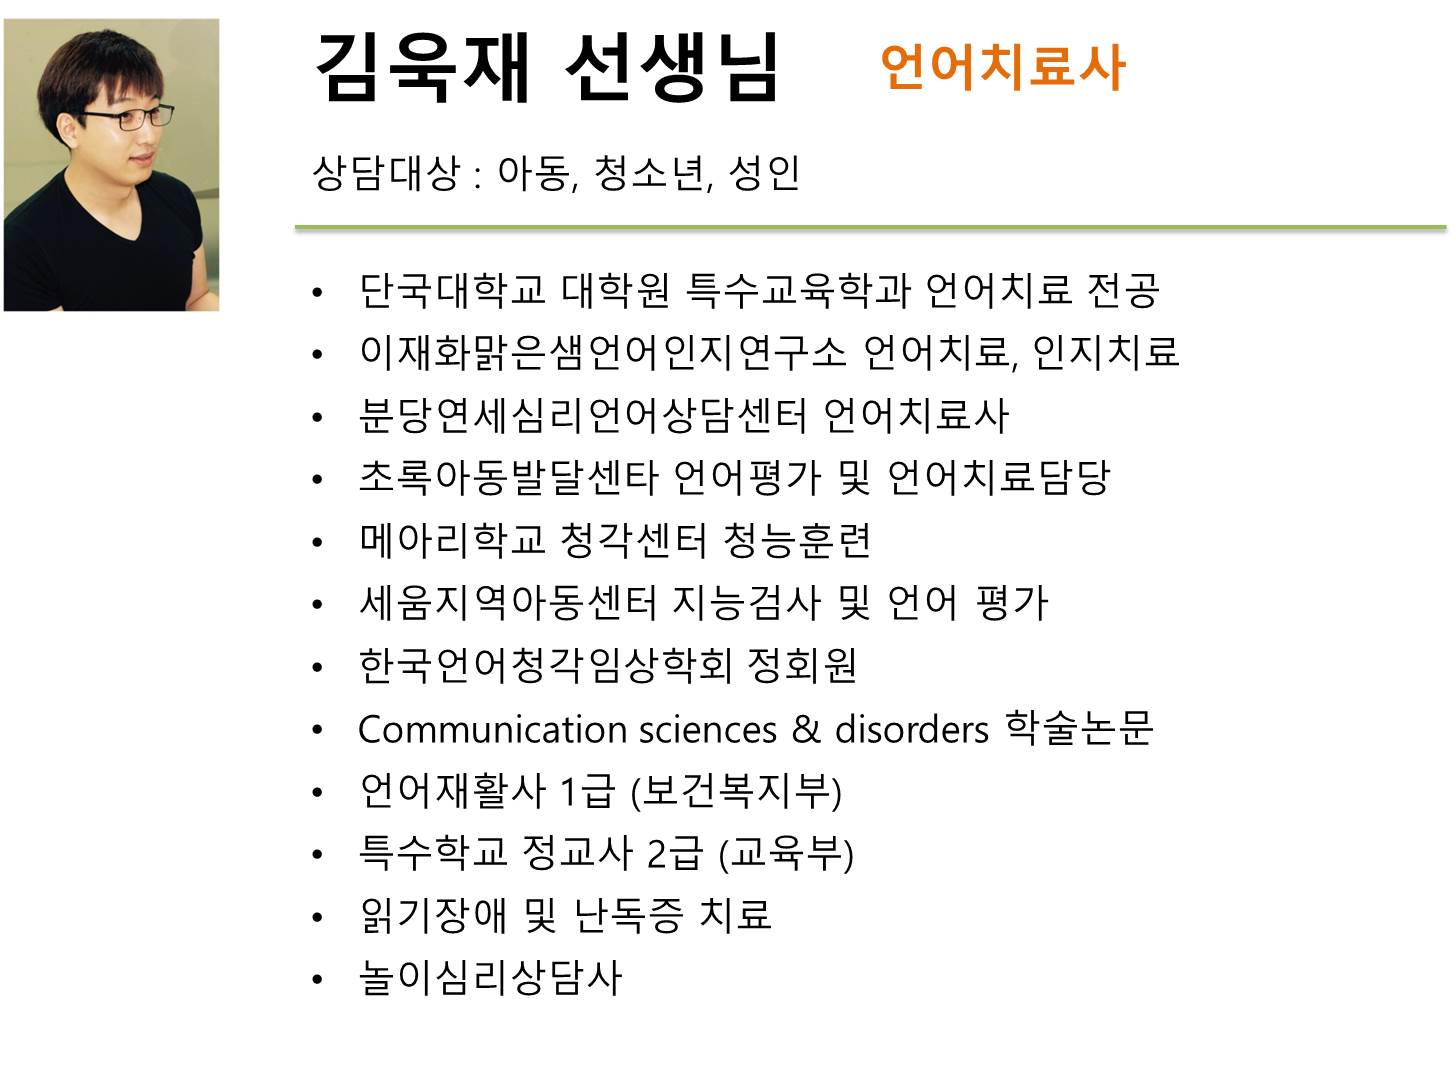 김욱재 선생님 언어치료사
상담대상 : 아동, 청소년, 성인
• 단국대학교 대학원 특수교육학과 언어치료 전공
• 이재화맑은샘언어인지연구소 언어치료, 인지치료
• 분당연세심리언어상담센터 언어치료사
• 초록아동발달센타 언어평가 및 언어치료담당
• 메아리학교 청각센터 청능훈련
• 세움지역아동센터 지능검사 및 언어 평가
• 한국언어청각임상학회 정회원
• Communication sciences & disorders 학술논문
• 언어재활사 1급 (보건복지부)
• 특수학교 정교사 2급 (교육부)
• 읽기장애 및 난독증 치료
• 놀이심리상담사